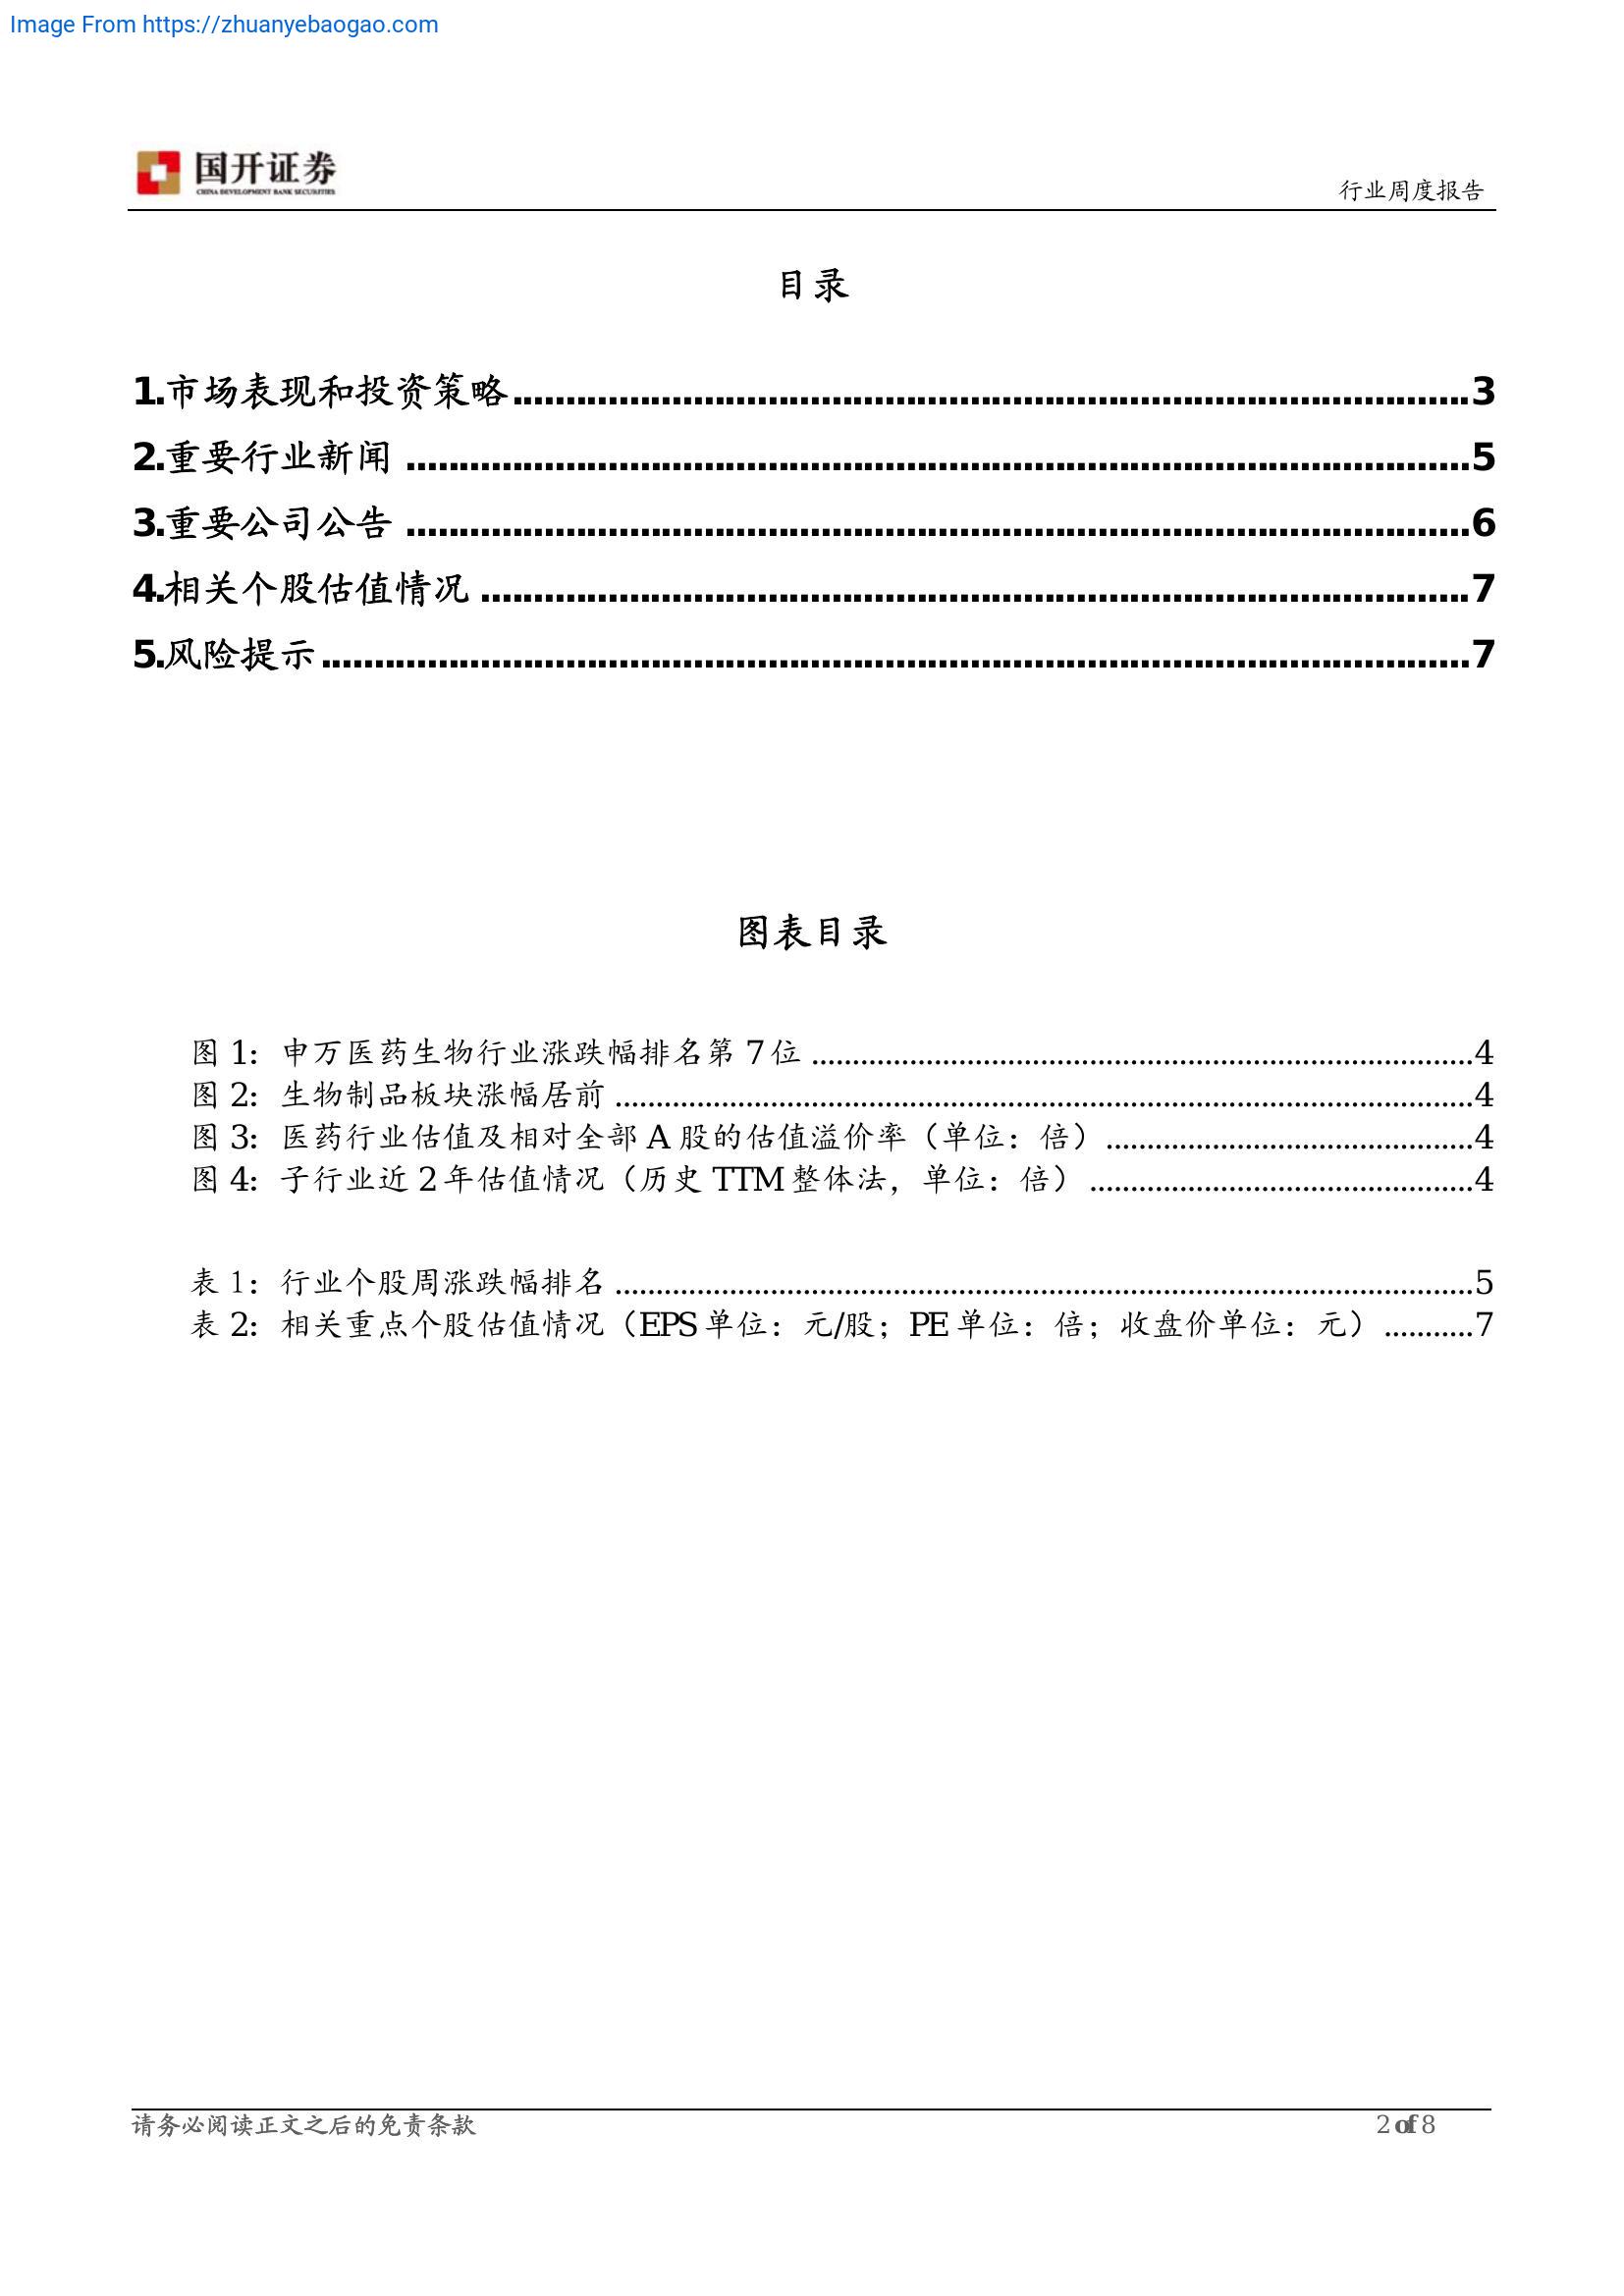 Image From https://zhuanyebaogao.com
国开证券
CHINA DEVELOPMENT BANK SECURITIES
行业周度报告
目录
1.市场表现和投资策略........................................3
2.重要行业新闻........................................5
3.重要公司公告........................................6
4.相关个股估值情况........................................7
5.风险提示........................................7
图表目录
图 1：申万医药生物行业涨跌幅排名第 7 位........................................4
图 2：生物制品板块涨幅居前........................................4
图 3：医药行业估值及相对全部 A 股的估值溢价率（单位：倍）........................................4
图 4：子行业近 2 年估值情况（历史 TTM 整体法，单位：倍）........................................4
表 1：行业个股周涨跌幅排名........................................5
表 2：相关重点个股估值情况（EPS 单位：元/股；PE 单位：倍；收盘价单位：元）...........7
请务必阅读正文之后的免责条款
2 of 8